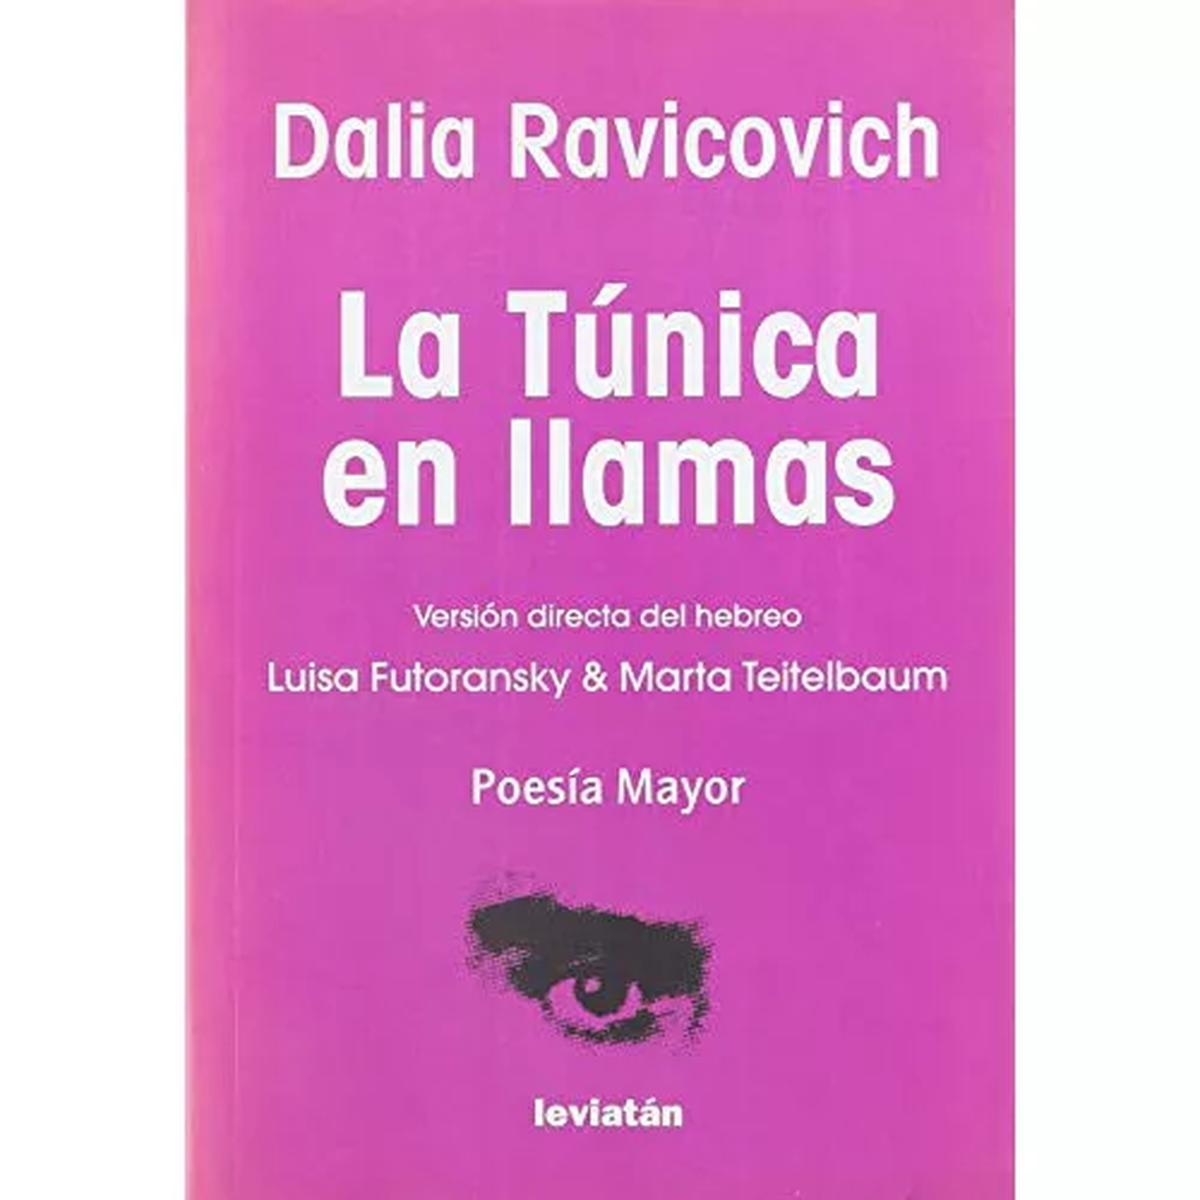 Dalia Ravicovich
La Túnica
en llamas
Versión directa del hebreo
Luisa Futoransky & Marta Teitelbaum
Poesía Mayor
leviatán